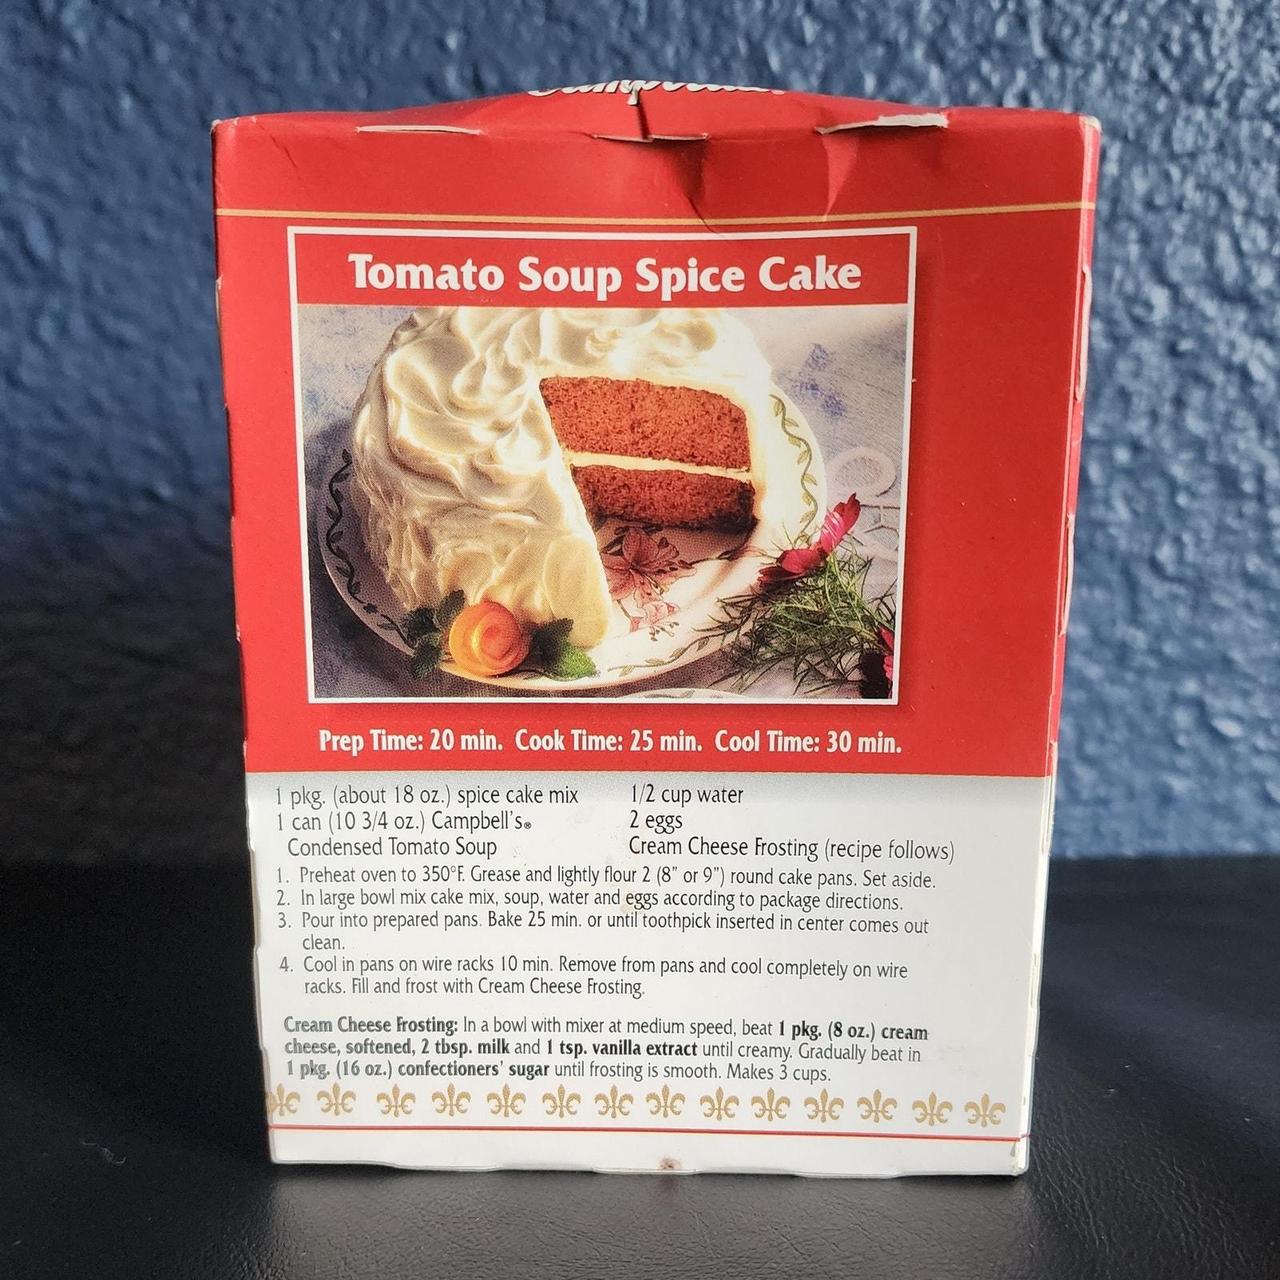 Campbell's
Tomato Soup Spice Cake
Prep Time: 20 min. Cook Time: 25 min. Cool Time: 30 min.
1 pkg. (about 18 oz.) spice cake mix
1 can (10 3/4 oz.) Campbell's®
Condensed Tomato Soup
1/2 cup water
2 eggs
Cream Cheese Frosting (recipe follows)
1. Preheat oven to 350°F. Grease and lightly flour 2 (8" or 9") round cake pans. Set aside.
2. In large bowl mix cake mix, soup, water and eggs according to package directions.
3. Pour into prepared pans. Bake 25 min. or until toothpick inserted in center comes out
clean.
4. Cool in pans on wire racks 10 min. Remove from pans and cool completely on wire
racks. Fill and frost with Cream Cheese Frosting.
Cream Cheese Frosting: In a bowl with mixer at medium speed, beat 1 pkg. (8 oz.) cream
cheese, softened, 2 tbsp. milk and 1 tsp. vanilla extract until creamy. Gradually beat in
1 pkg. (16 oz.) confectioners' sugar until frosting is smooth. Makes 3 cups.